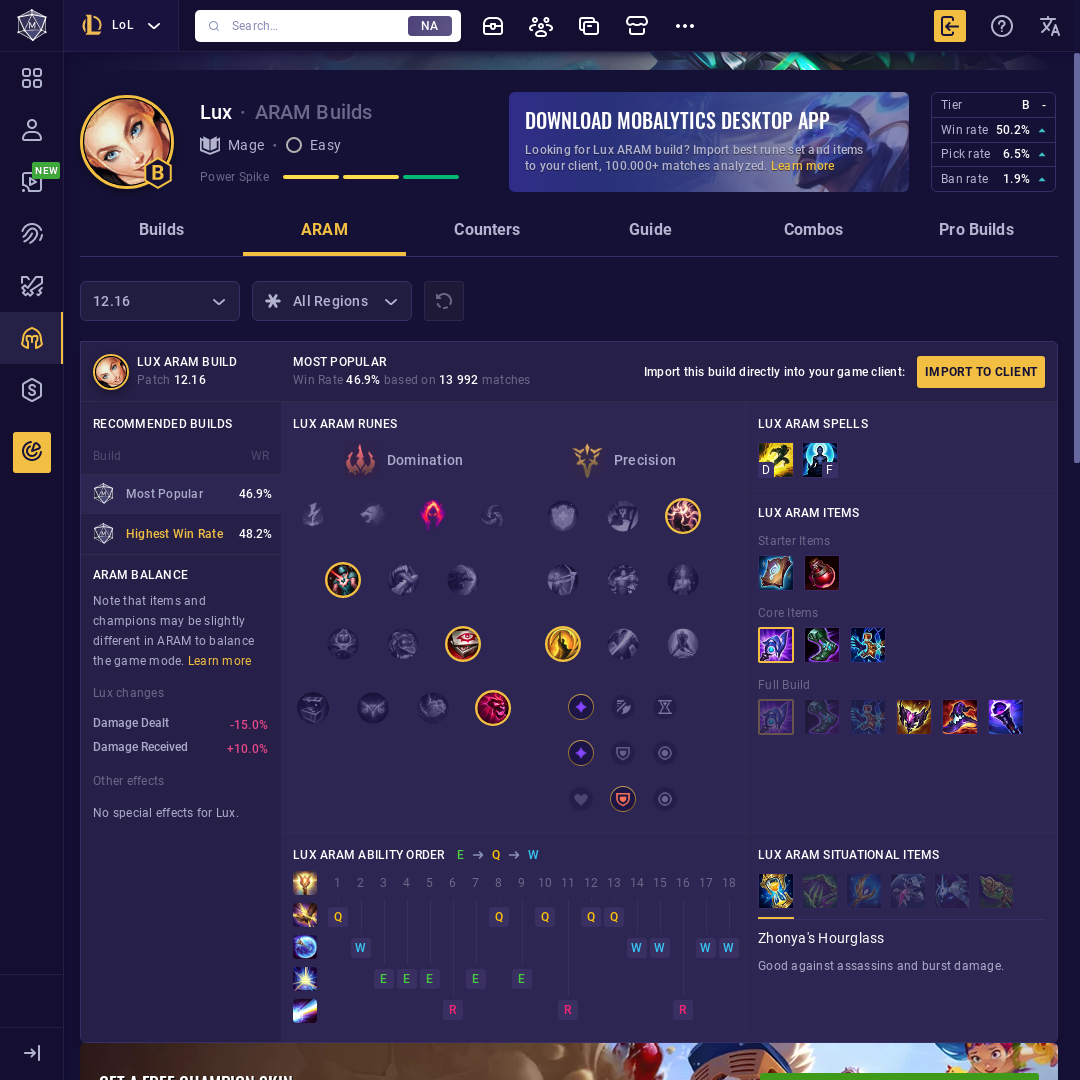 LoL
Search...
NA
NEW
B
Lux · ARAM Builds
Mage • Easy
Power Spike
DOWNLOAD MOBALYTICS DESKTOP APP
Looking for Lux ARAM build? Import best rune set and items
to your client, 100.000+ matches analyzed. Learn more
Tier B -
Win rate 50.2%
Pick rate 6.5%
Ban rate 1.9%
Builds ARAM Counters Guide Combos Pro Builds
12.16
All Regions
LUX ARAM BUILD
Patch 12.16
MOST POPULAR
Win Rate 46.9% based on 13 992 matches
Import this build directly into your game client:
IMPORT TO CLIENT
RECOMMENDED BUILDS
Build WR
Most Popular 46.9%
Highest Win Rate 48.2%
ARAM BALANCE
Note that items and
champions may be slightly
different in ARAM to balance
the game mode. Learn more
Lux changes
Damage Dealt -15.0%
Damage Received +10.0%
Other effects
No special effects for Lux.
LUX ARAM RUNES
Domination
Precision
LUX ARAM SPELLS
D F
LUX ARAM ITEMS
Starter Items
Core Items
Full Build
LUX ARAM ABILITY ORDER E → Q → W
1 2 3 4 5 6 7 8 9 10 11 12 13 14 15 16 17 18
Q Q Q Q Q
W W W W W
E E E E E
R R R
LUX ARAM SITUATIONAL ITEMS
Zhonya's Hourglass
Good against assassins and burst damage.
GET A FREE CHAMPION SKIN